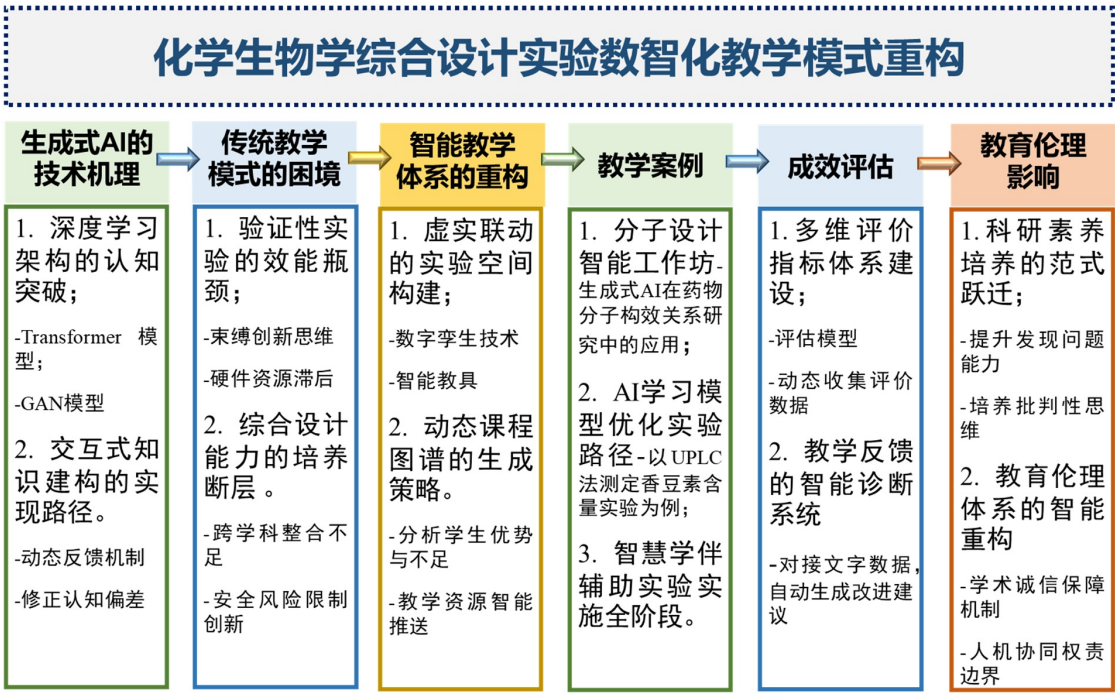 化学生物学综合设计实验数智化教学模式重构
生成式AI的
技术机理
1. 深度学习
架构的认知
突破；
-Transformer 模
型；
-GAN模型
2. 交互式知
识建构的实
现路径。
-动态反馈机制
-修正认知偏差
传统教学
模式的困境
1. 验证性实
验的效能瓶
颈；
-束缚创新思维
-硬件资源滞后
2. 综合设计
能力的培养
断层 。
-跨学科整合不
足
-安全风险限制
创新
智能教学
体系的重构
1. 虚实联动
的实验空间
构建；
-数字孪生技术
-智能教具
2. 动态课程
图谱的生成
策略。
-分析学生优势
与不足
-教学资源智能
推送
教学案例
1. 分子设计
智能工作坊-
生成式AI在药物
分子构效关系研
究中的应用；
2. AI学习模
型优化实验
路径-以UPLC
法测定香豆素含
量实验为例；
3. 智慧学伴
辅助实验实
施全阶段。
成效评估
1.多维评价
指标体系建
设；
-评估模型
-动态收集评价
数据
2. 教学反馈
的智能诊断
系统
-对接文字数据，
自动生成改进建
议
教育伦理
影响
1.科研素养
培养的范式
跃迁；
-提升发现问题
能力
-培养批判性思
维
2. 教育伦理
体系的智能
重构
-学术诚信保障
机制
-人机协同权责
边界